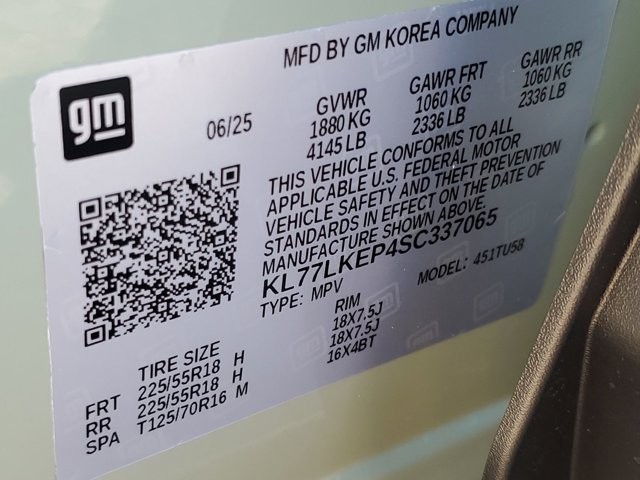 MFD BY GM KOREA COMPANY
gm
06/25
GVWR
1880 KG
4145 LB
GAWR FRT
1060 KG
2336 LB
GAWR RR
1060 KG
2336 LB
THIS VEHICLE CONFORMS TO ALL
APPLICABLE U.S. FEDERAL MOTOR
VEHICLE SAFETY AND THEFT PREVENTION
STANDARDS IN EFFECT ON THE DATE OF
MANUFACTURE SHOWN ABOVE.
KL77LKEP4SC337065
TYPE: MPV
MODEL: 451TU58
TIRE SIZE
RIM
FRT 225/55R18 H 18X7.5J
RR 225/55R18 H 18X7.5J
SPA T125/70R16 M 16X4BT